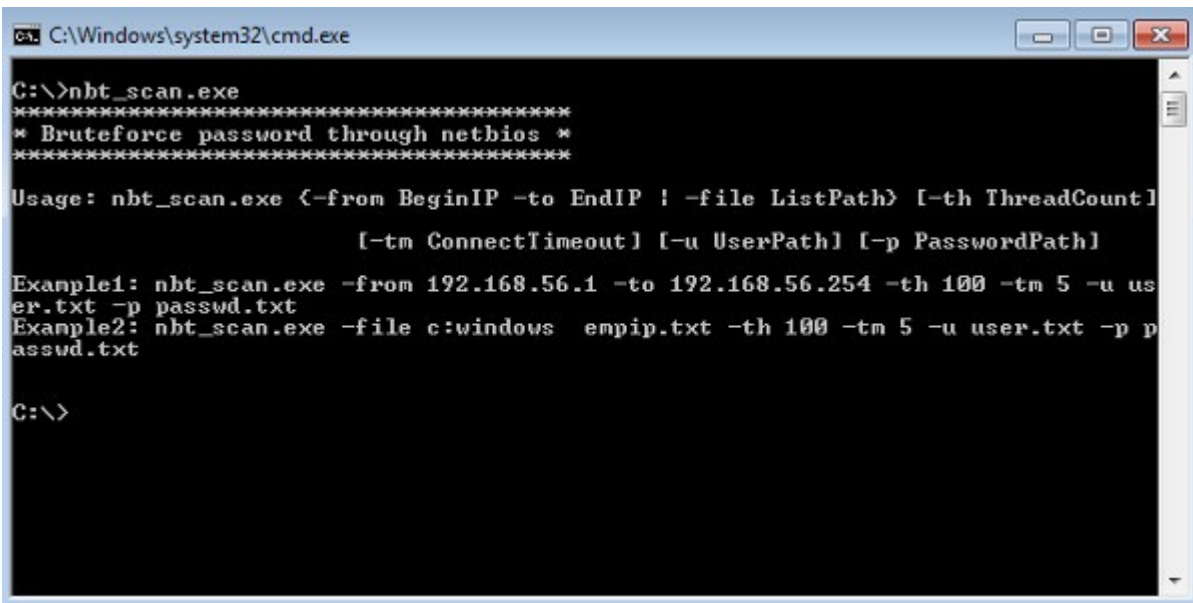 C:\Windows\system32\cmd.exe
C:\>nbt_scan.exe
***************************************
* Bruteforce password through netbios *
***************************************
Usage: nbt_scan.exe {-from BeginIP -to EndIP | -file ListPath} [-th ThreadCount]
[-tm ConnectTimeout] [-u UserPath] [-p PasswordPath]
Example1: nbt_scan.exe -from 192.168.56.1 -to 192.168.56.254 -th 100 -tm 5 -u us
er.txt -p passwd.txt
Example2: nbt_scan.exe -file c:windows  empip.txt -th 100 -tm 5 -u user.txt -p p
asswd.txt
C:\>